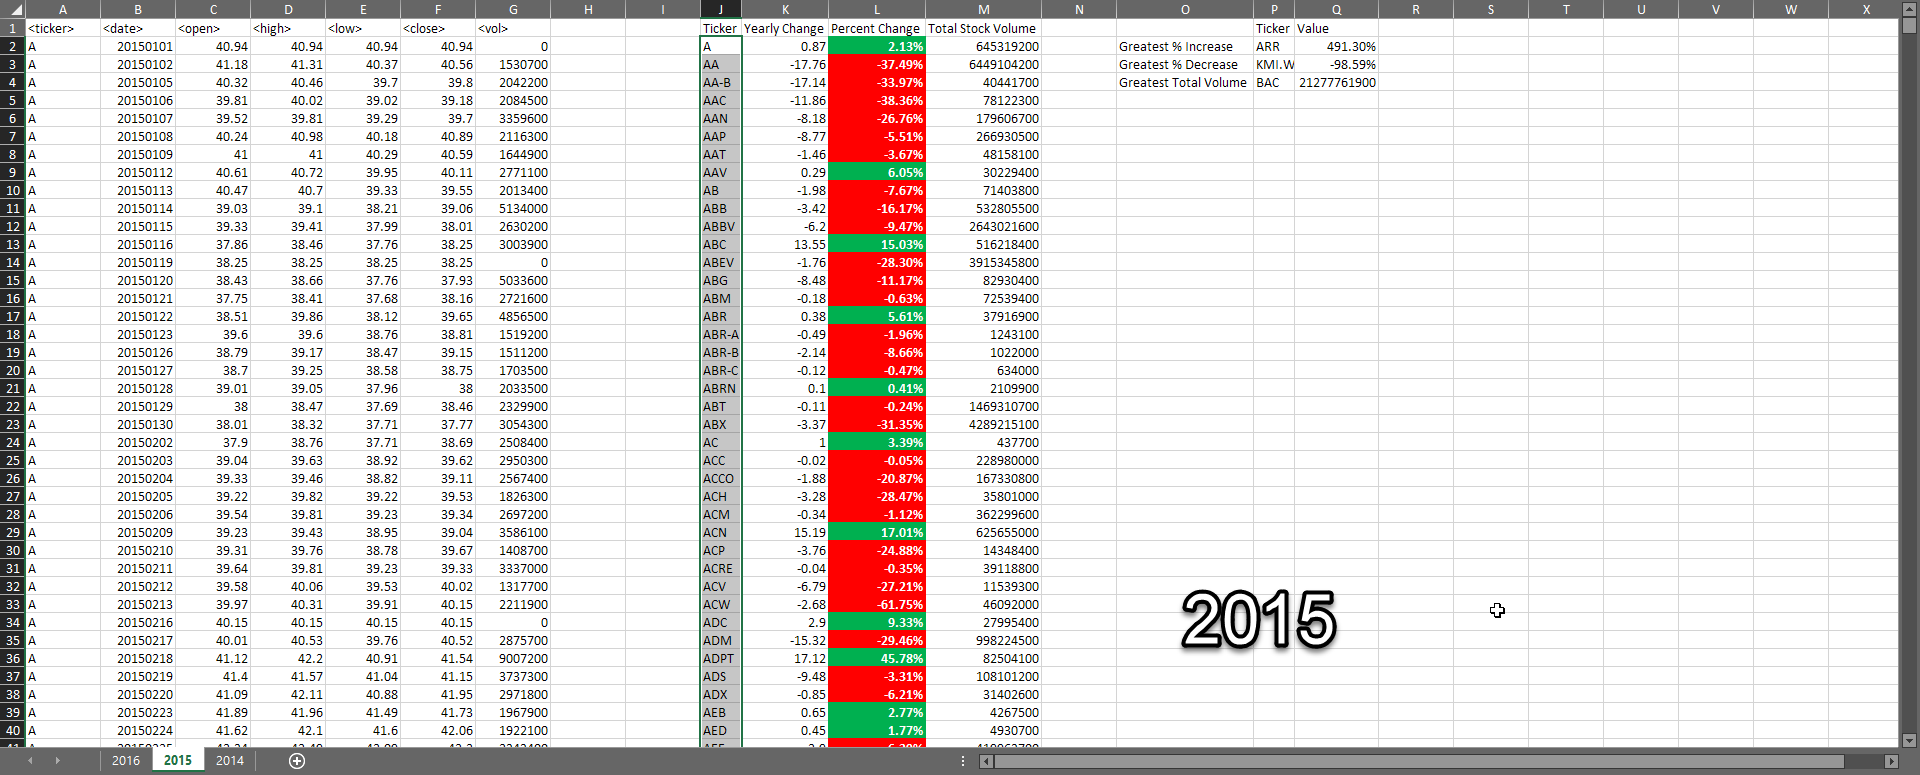 A B C D E F G H I J K L M N O P Q R S T U V W X
1 <ticker> <date> <open> <high> <low> <close> <vol> Ticker Yearly Change Percent Change Total Stock Volume Ticker Value
2 A 20150101 40.94 40.94 40.94 40.94 0 A 0.87 2.13% 645319200 Greatest % Increase ARR 491.30%
3 A 20150102 41.18 41.31 40.37 40.56 1530700 AA -17.76 -37.49% 6449104200 Greatest % Decrease KMI.W -98.59%
4 A 20150105 40.32 40.46 39.7 39.8 2042200 AA-B -17.14 -33.97% 40441700 Greatest Total Volume BAC 21277761900
5 A 20150106 39.81 40.02 39.02 39.18 2084500 AAC -11.86 -38.36% 78122300
6 A 20150107 39.52 39.81 39.29 39.7 3359600 AAN -8.18 -26.76% 179606700
7 A 20150108 40.24 40.98 40.18 40.89 2116300 AAP -8.77 -5.51% 266930500
8 A 20150109 41 41 40.29 40.59 1644900 AAT -1.46 -3.67% 48158100
9 A 20150112 40.61 40.72 39.95 40.11 2771100 AAV 0.29 6.05% 30229400
10 A 20150113 40.47 40.7 39.33 39.55 2013400 AB -1.98 -7.67% 71403800
11 A 20150114 39.03 39.1 38.21 39.06 5134000 ABB -3.42 -16.17% 532805500
12 A 20150115 39.33 39.41 37.99 38.01 2630200 ABBV -6.2 -9.47% 2643021600
13 A 20150116 37.86 38.46 37.76 38.25 3003900 ABC 13.55 15.03% 516218400
14 A 20150119 38.25 38.25 38.25 38.25 0 ABEV -1.76 -28.30% 3915345800
15 A 20150120 38.43 38.66 37.76 37.93 5033600 ABG -8.48 -11.17% 82930400
16 A 20150121 37.75 38.41 37.68 38.16 2721600 ABM -0.18 -0.63% 72539400
17 A 20150122 38.51 39.86 38.12 39.65 4856500 ABR 0.38 5.61% 37916900
18 A 20150123 39.6 39.6 38.76 38.81 1519200 ABR-A -0.49 -1.96% 1243100
19 A 20150126 38.79 39.17 38.47 39.15 1511200 ABR-B -2.14 -8.66% 1022000
20 A 20150127 38.7 39.25 38.58 38.75 1703500 ABR-C -0.12 -0.47% 634000
21 A 20150128 39.01 39.05 37.96 38 2033500 ABRN 0.1 0.41% 2109900
22 A 20150129 38 38.47 37.69 38.46 2329900 ABT -0.11 -0.24% 1469310700
23 A 20150130 38.01 38.32 37.71 37.77 3054300 ABX -3.37 -31.35% 4289215100
24 A 20150202 37.9 38.76 37.71 38.69 2508400 AC 1 3.39% 437700
25 A 20150203 39.04 39.63 38.92 39.62 2950300 ACC -0.02 -0.05% 228980000
26 A 20150204 39.33 39.46 38.82 39.11 2567400 ACCO -1.88 -20.87% 167330800
27 A 20150205 39.22 39.82 39.22 39.53 1826300 ACH -3.28 -28.47% 35801000
28 A 20150206 39.54 39.81 39.23 39.34 2697200 ACM -0.34 -1.12% 362299600
29 A 20150209 39.23 39.43 38.95 39.04 3586100 ACN 15.19 17.01% 625655000
30 A 20150210 39.31 39.76 38.78 39.67 1408700 ACP -3.76 -24.88% 14348400
31 A 20150211 39.64 39.81 39.23 39.33 3337000 ACRE -0.04 -0.35% 39118800
32 A 20150212 39.58 40.06 39.53 40.02 1317700 ACV -6.79 -27.21% 11539300
33 A 20150213 39.97 40.31 39.91 40.15 2211900 ACW -2.68 -61.75% 46092000
34 A 20150216 40.15 40.15 40.15 40.15 0 ADC 2.9 9.33% 27995400
2015
35 A 20150217 40.01 40.53 39.76 40.52 2875700 ADM -15.32 -29.46% 998224500
36 A 20150218 41.12 42.2 40.91 41.54 9007200 ADPT 17.12 45.78% 82504100
37 A 20150219 41.4 41.57 41.04 41.15 3737300 ADS -9.48 -3.31% 108101200
38 A 20150220 41.09 42.11 40.88 41.95 2971800 ADX -0.85 -6.21% 31402600
39 A 20150223 41.89 41.96 41.49 41.73 1967900 AEB 0.65 2.77% 4267500
40 A 20150224 41.62 42.1 41.6 42.06 1922100 AED 0.45 1.77% 4930700
2016 2015 2014